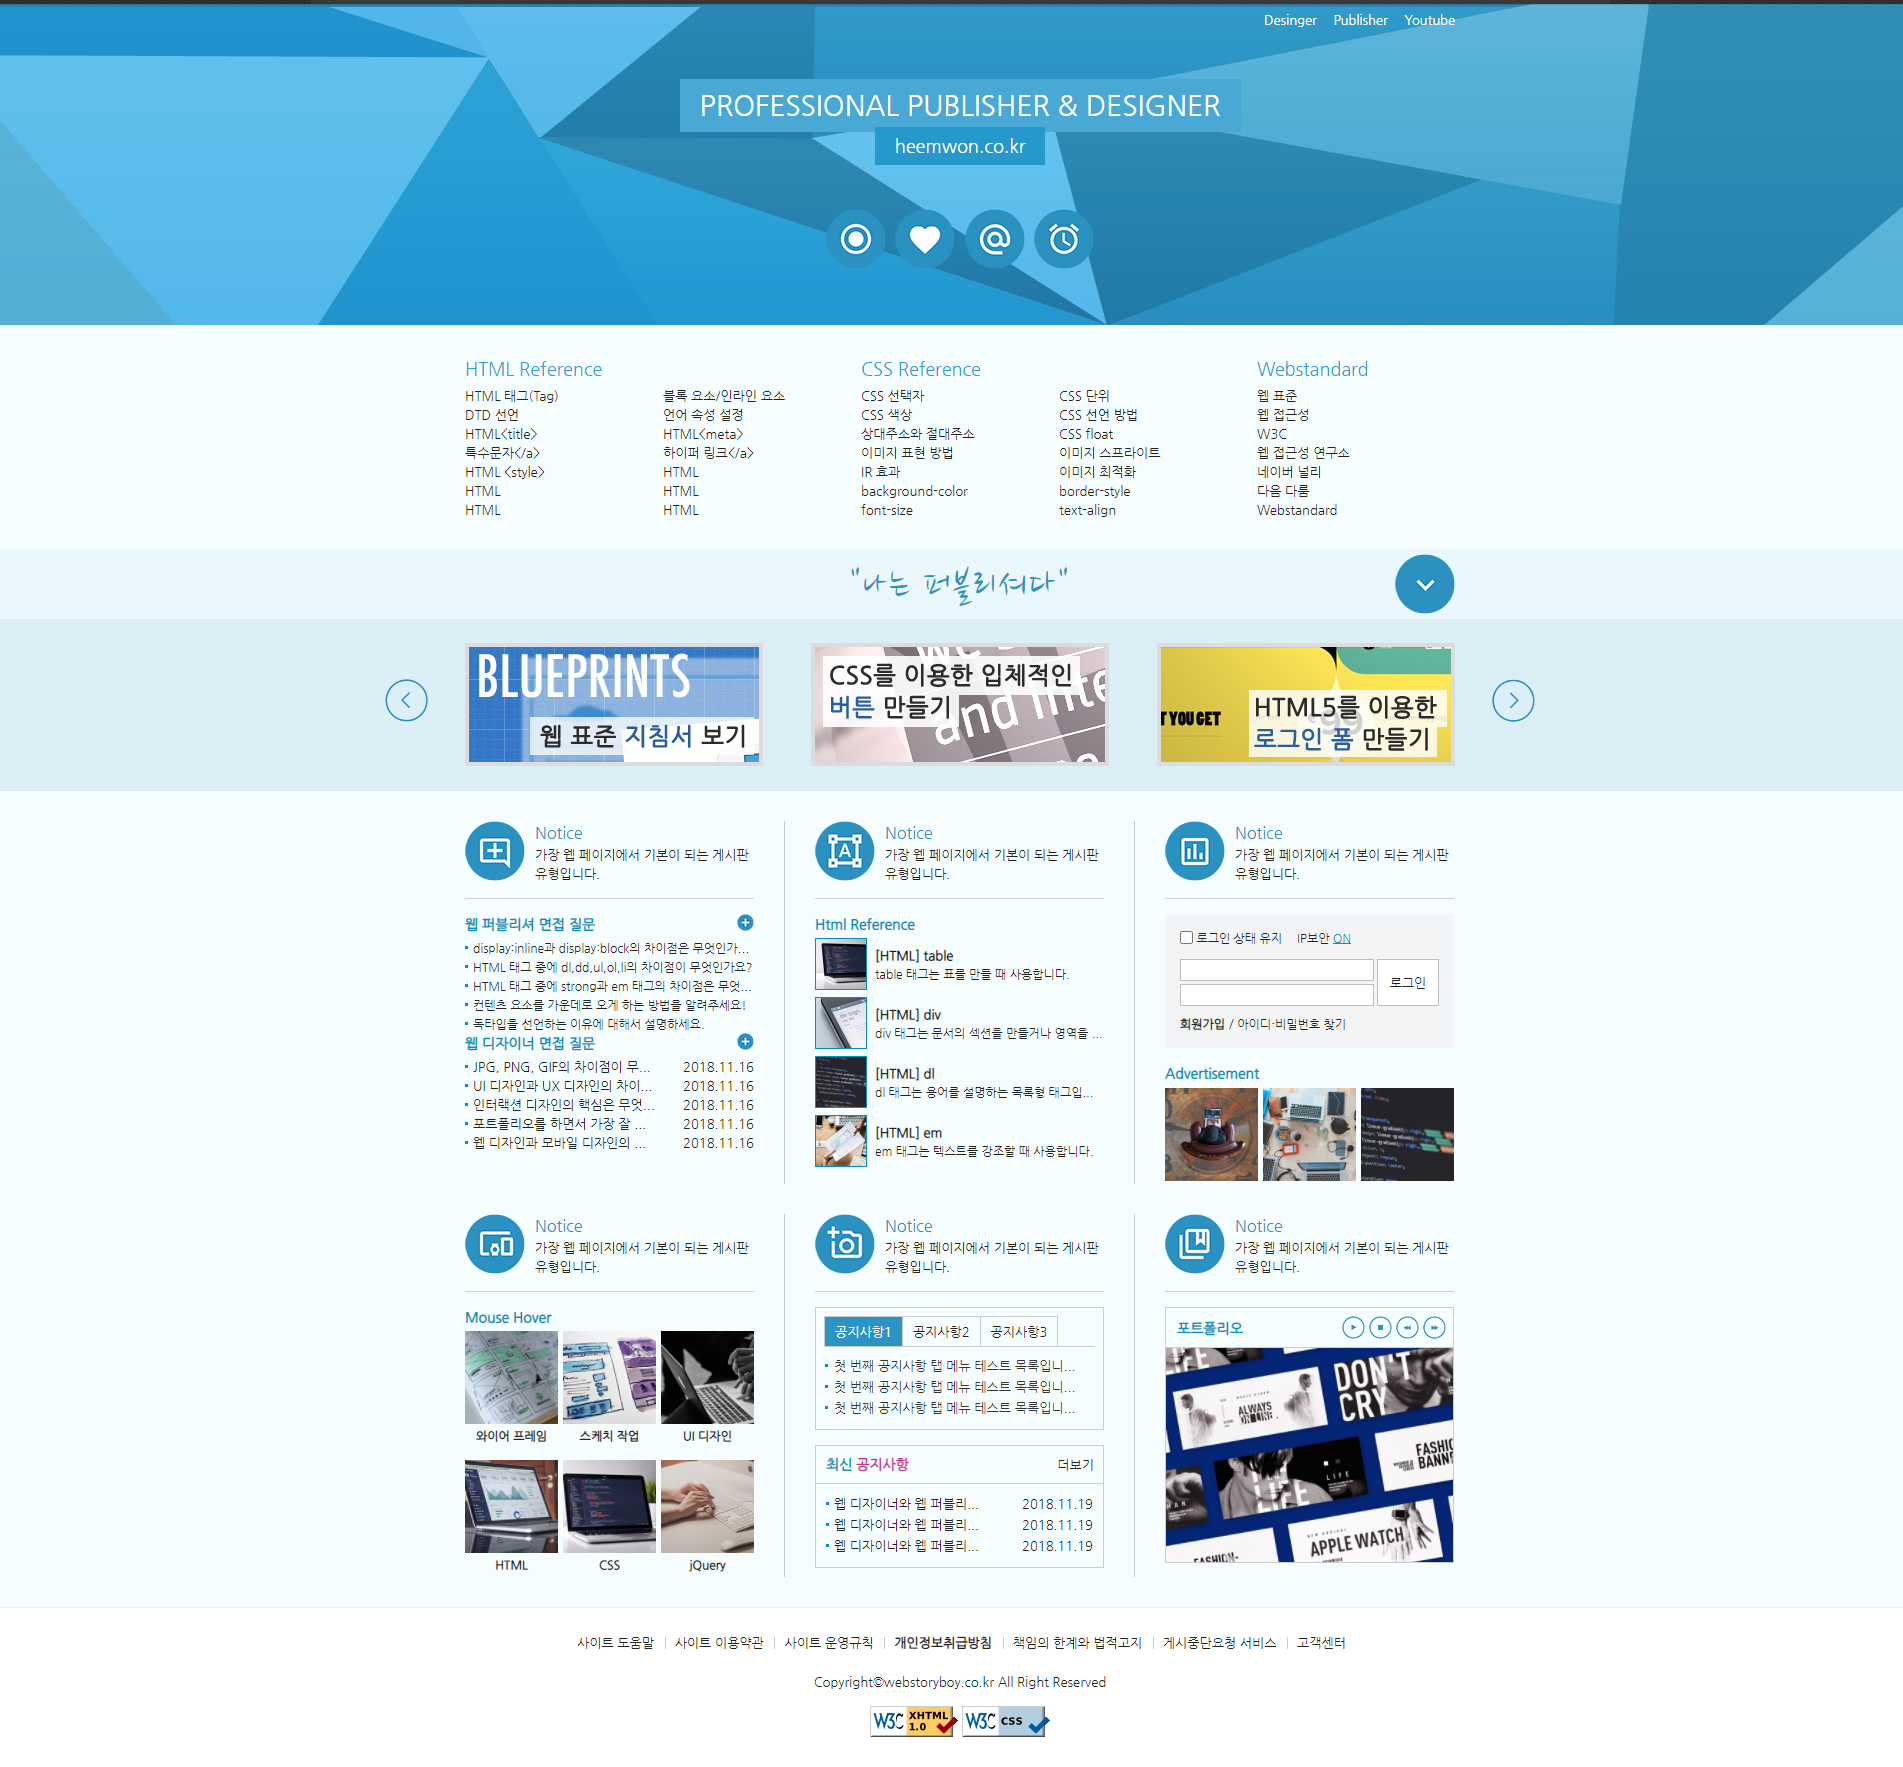 Desinger Publisher Youtube
PROFESSIONAL PUBLISHER & DESIGNER
heemwon.co.kr
HTML Reference
HTML 태그(Tag)
DTD 선언
HTML<title>
특수문자</a>
HTML <style>
HTML
HTML
블록 요소/인라인 요소
언어 속성 설정
HTML<meta>
하이퍼 링크</a>
HTML
HTML
HTML
CSS Reference
CSS 선택자
CSS 색상
상대주소와 절대주소
이미지 표현 방법
IR 효과
background-color
font-size
CSS 단위
CSS 선언 방법
CSS float
이미지 스프라이트
이미지 최적화
border-style
text-align
Webstandard
웹 표준
웹 접근성
W3C
웹 접근성 연구소
네이버 널리
다음 다룸
Webstandard
"나는 퍼블리셔다"
BLUEPRINTS
웹 표준 지침서 보기
CSS를 이용한 입체적인
버튼 만들기
and inte
T YOU GET
HTML5를 이용한
로그인 폼 만들기
Notice
가장 웹 페이지에서 기본이 되는 게시판
유형입니다.
웹 퍼블리셔 면접 질문
display:inline과 display:block의 차이점은 무엇인가...
HTML 태그 중에 dl,dd,ul,ol,li의 차이점이 무엇인가요?
HTML 태그 중에 strong과 em 태그의 차이점은 무엇...
컨텐츠 요소를 가운데로 오게 하는 방법을 알려주세요!
독타입을 선언하는 이유에 대해서 설명하세요.
웹 디자이너 면접 질문
JPG, PNG, GIF의 차이점이 무... 2018.11.16
UI 디자인과 UX 디자인의 차이... 2018.11.16
인터랙션 디자인의 핵심은 무엇... 2018.11.16
포트폴리오를 하면서 가장 잘 ... 2018.11.16
웹 디자인과 모바일 디자인의 ... 2018.11.16
A
Notice
가장 웹 페이지에서 기본이 되는 게시판
유형입니다.
Html Reference
[HTML] table
table 태그는 표를 만들 때 사용합니다.
[HTML] div
div 태그는 문서의 섹션을 만들거나 영역을 ...
[HTML] dl
dl 태그는 용어를 설명하는 목록형 태그입...
[HTML] em
em 태그는 텍스트를 강조할 때 사용합니다.
Notice
가장 웹 페이지에서 기본이 되는 게시판
유형입니다.
로그인 상태 유지 IP보안 ON
로그인
회원가입 / 아이디·비밀번호 찾기
Advertisement
Notice
가장 웹 페이지에서 기본이 되는 게시판
유형입니다.
Mouse Hover
와이어 프레임 스케치 작업 UI 디자인
HTML CSS jQuery
Notice
가장 웹 페이지에서 기본이 되는 게시판
유형입니다.
공지사항1 공지사항2 공지사항3
첫 번째 공지사항 탭 메뉴 테스트 목록입니...
첫 번째 공지사항 탭 메뉴 테스트 목록입니...
첫 번째 공지사항 탭 메뉴 테스트 목록입니...
최신 공지사항 더보기
웹 디자이너와 웹 퍼블리... 2018.11.19
웹 디자이너와 웹 퍼블리... 2018.11.19
웹 디자이너와 웹 퍼블리... 2018.11.19
Notice
가장 웹 페이지에서 기본이 되는 게시판
유형입니다.
포트폴리오
LIFE
DON'T
CRY
ALWAYS
ON LINE.
LIFE
LIFE
FASHIO
BANN
APPLE WATCH
FASHION-
사이트 도움말 사이트 이용약관 사이트 운영규칙 개인정보취급방침 책임의 한계와 법적고지 게시중단요청 서비스 고객센터
Copyright©webstoryboy.co.kr All Right Reserved
W3C XHTML 1.0 W3C CSS